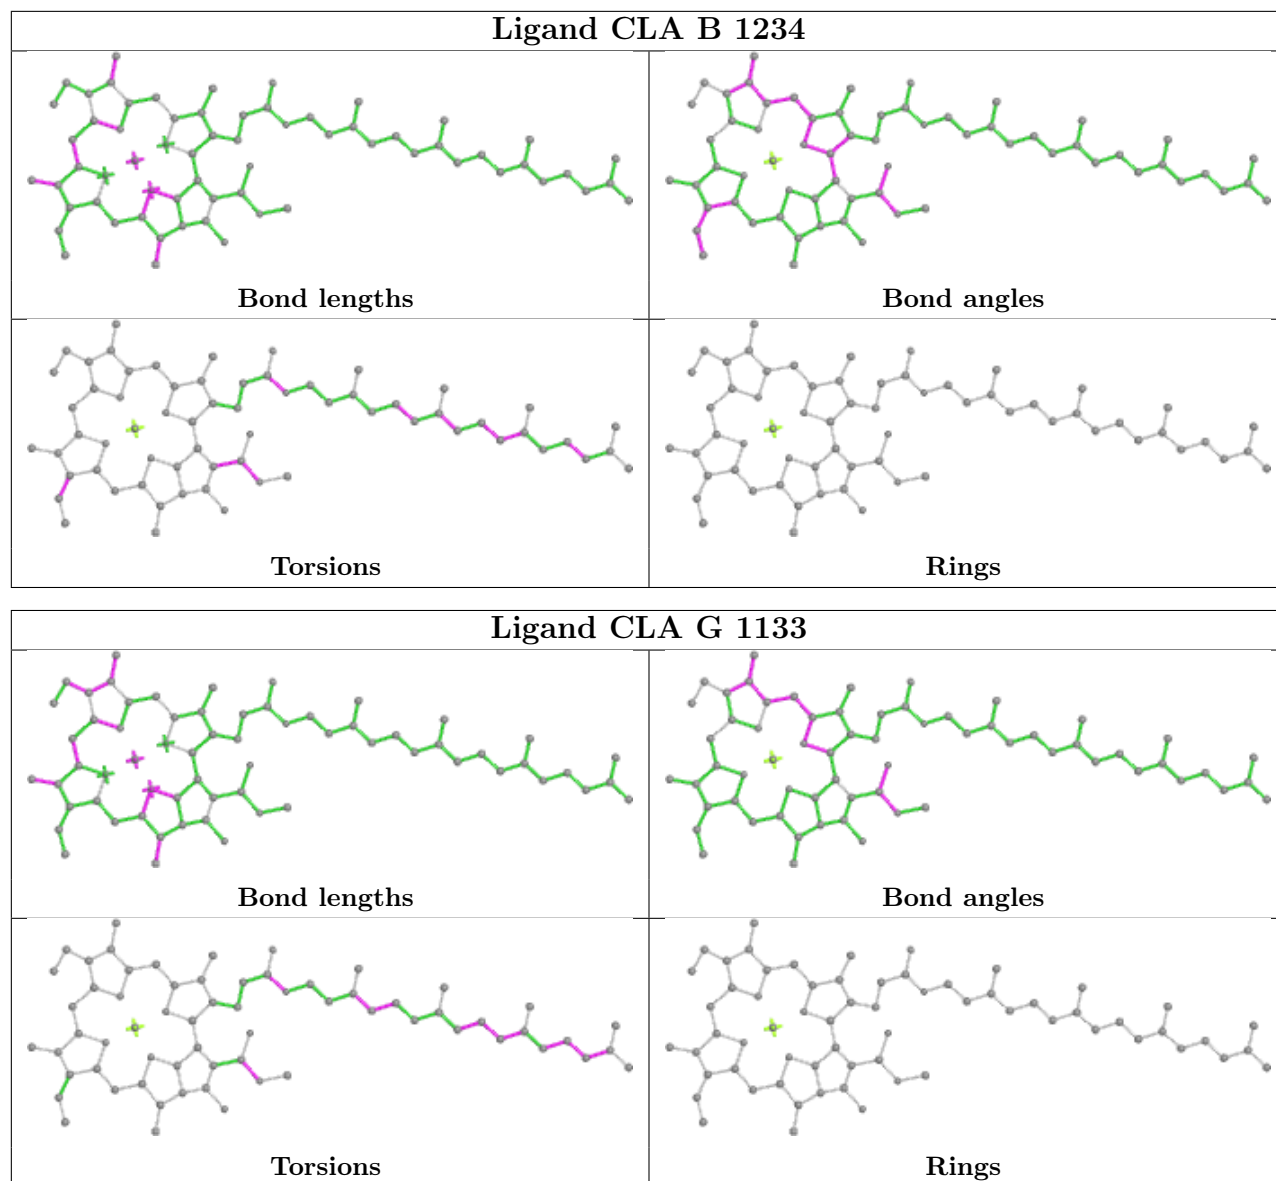 Ligand CLA B 1234
Bond lengths
Bond angles
Torsions
Rings
Ligand CLA G 1133
Bond lengths
Bond angles
Torsions
Rings